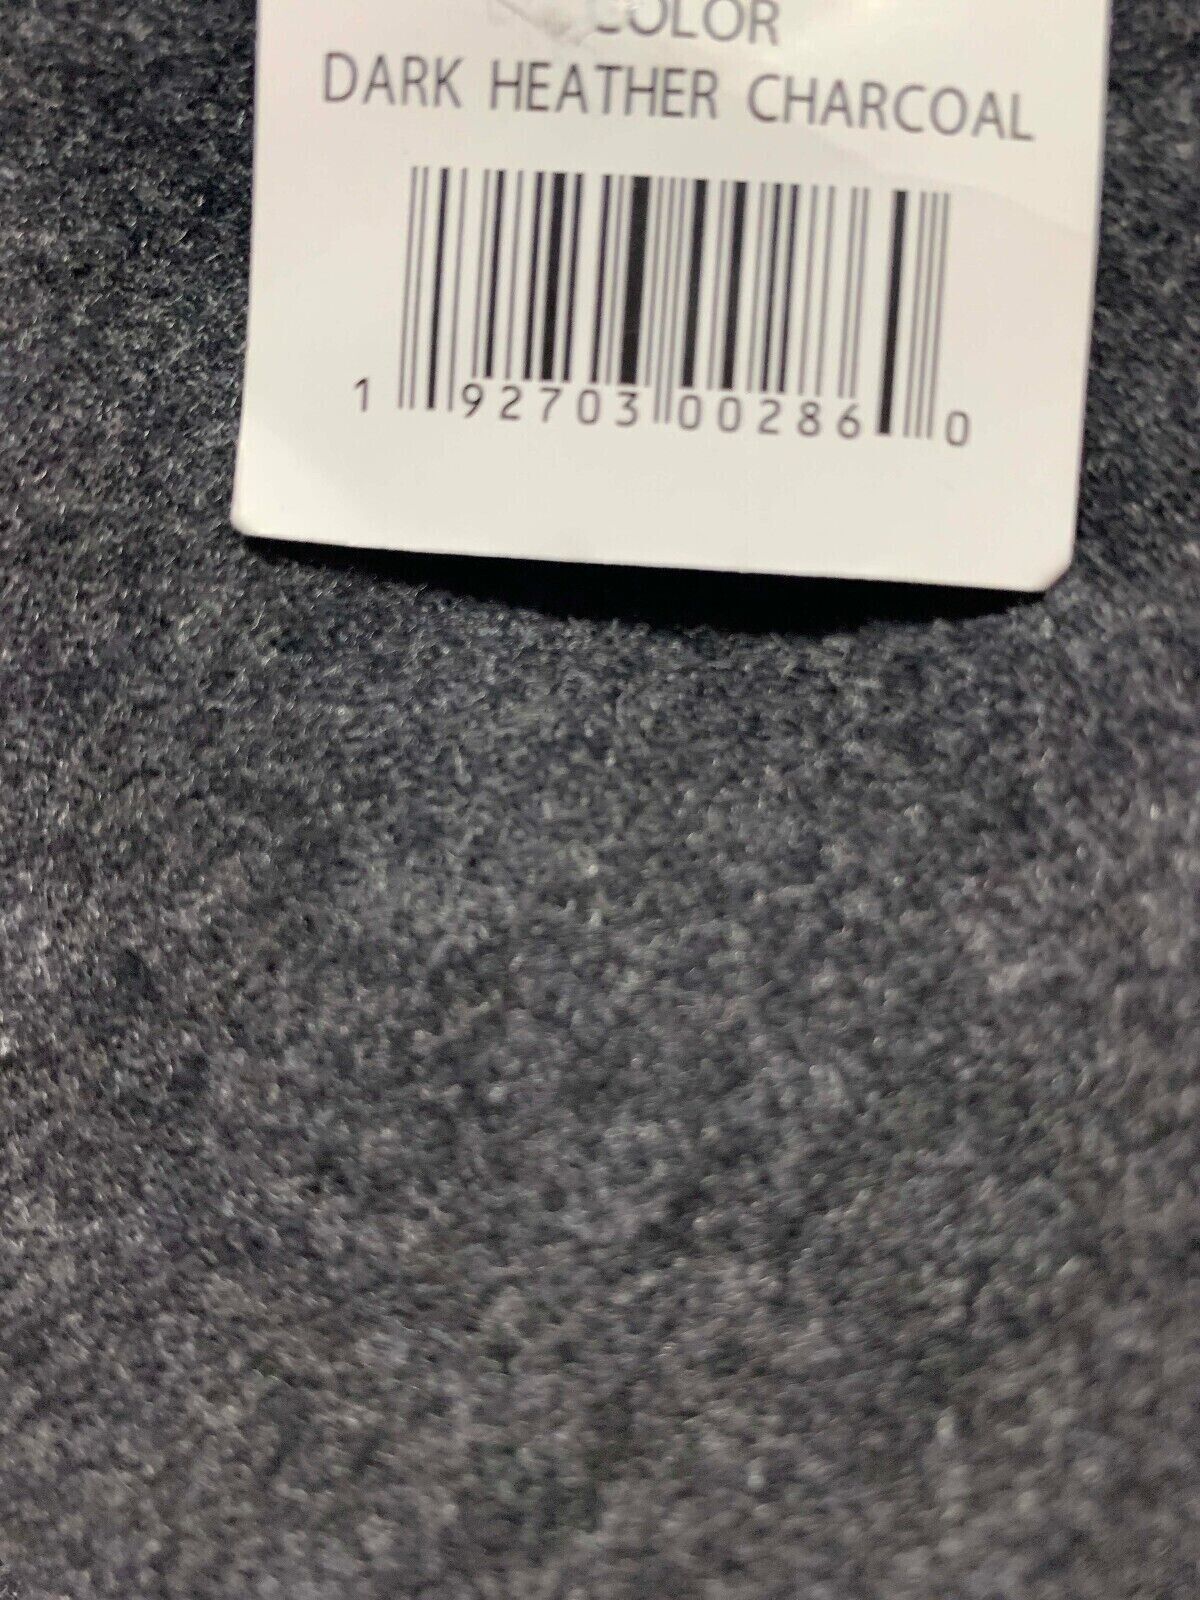 COLOR
DARK HEATHER CHARCOAL
1 92703 00286 0